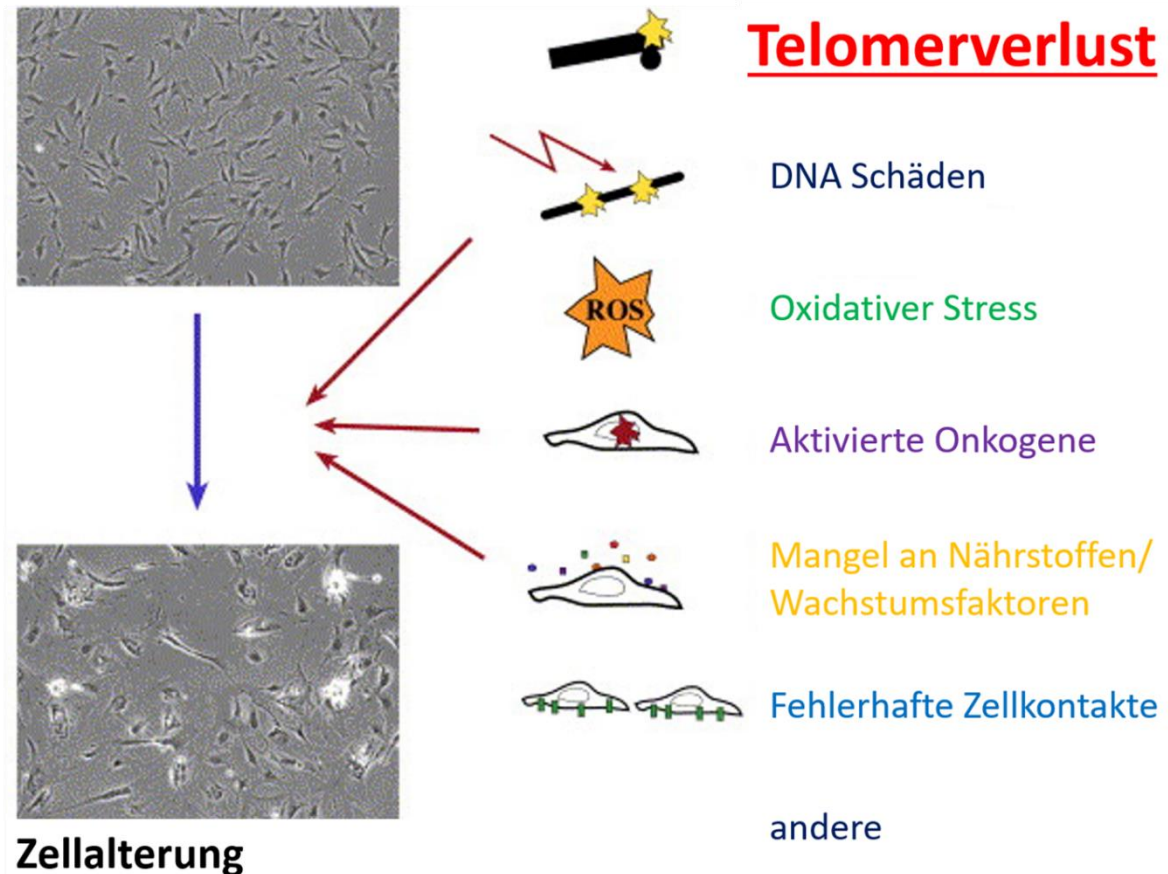 Telomerverlust
DNA Schäden
ROS
Oxidativer Stress
Aktivierte Onkogene
Mangel an Nährstoffen/
Wachstumsfaktoren
Fehlerhafte Zellkontakte
andere
Zellalterung